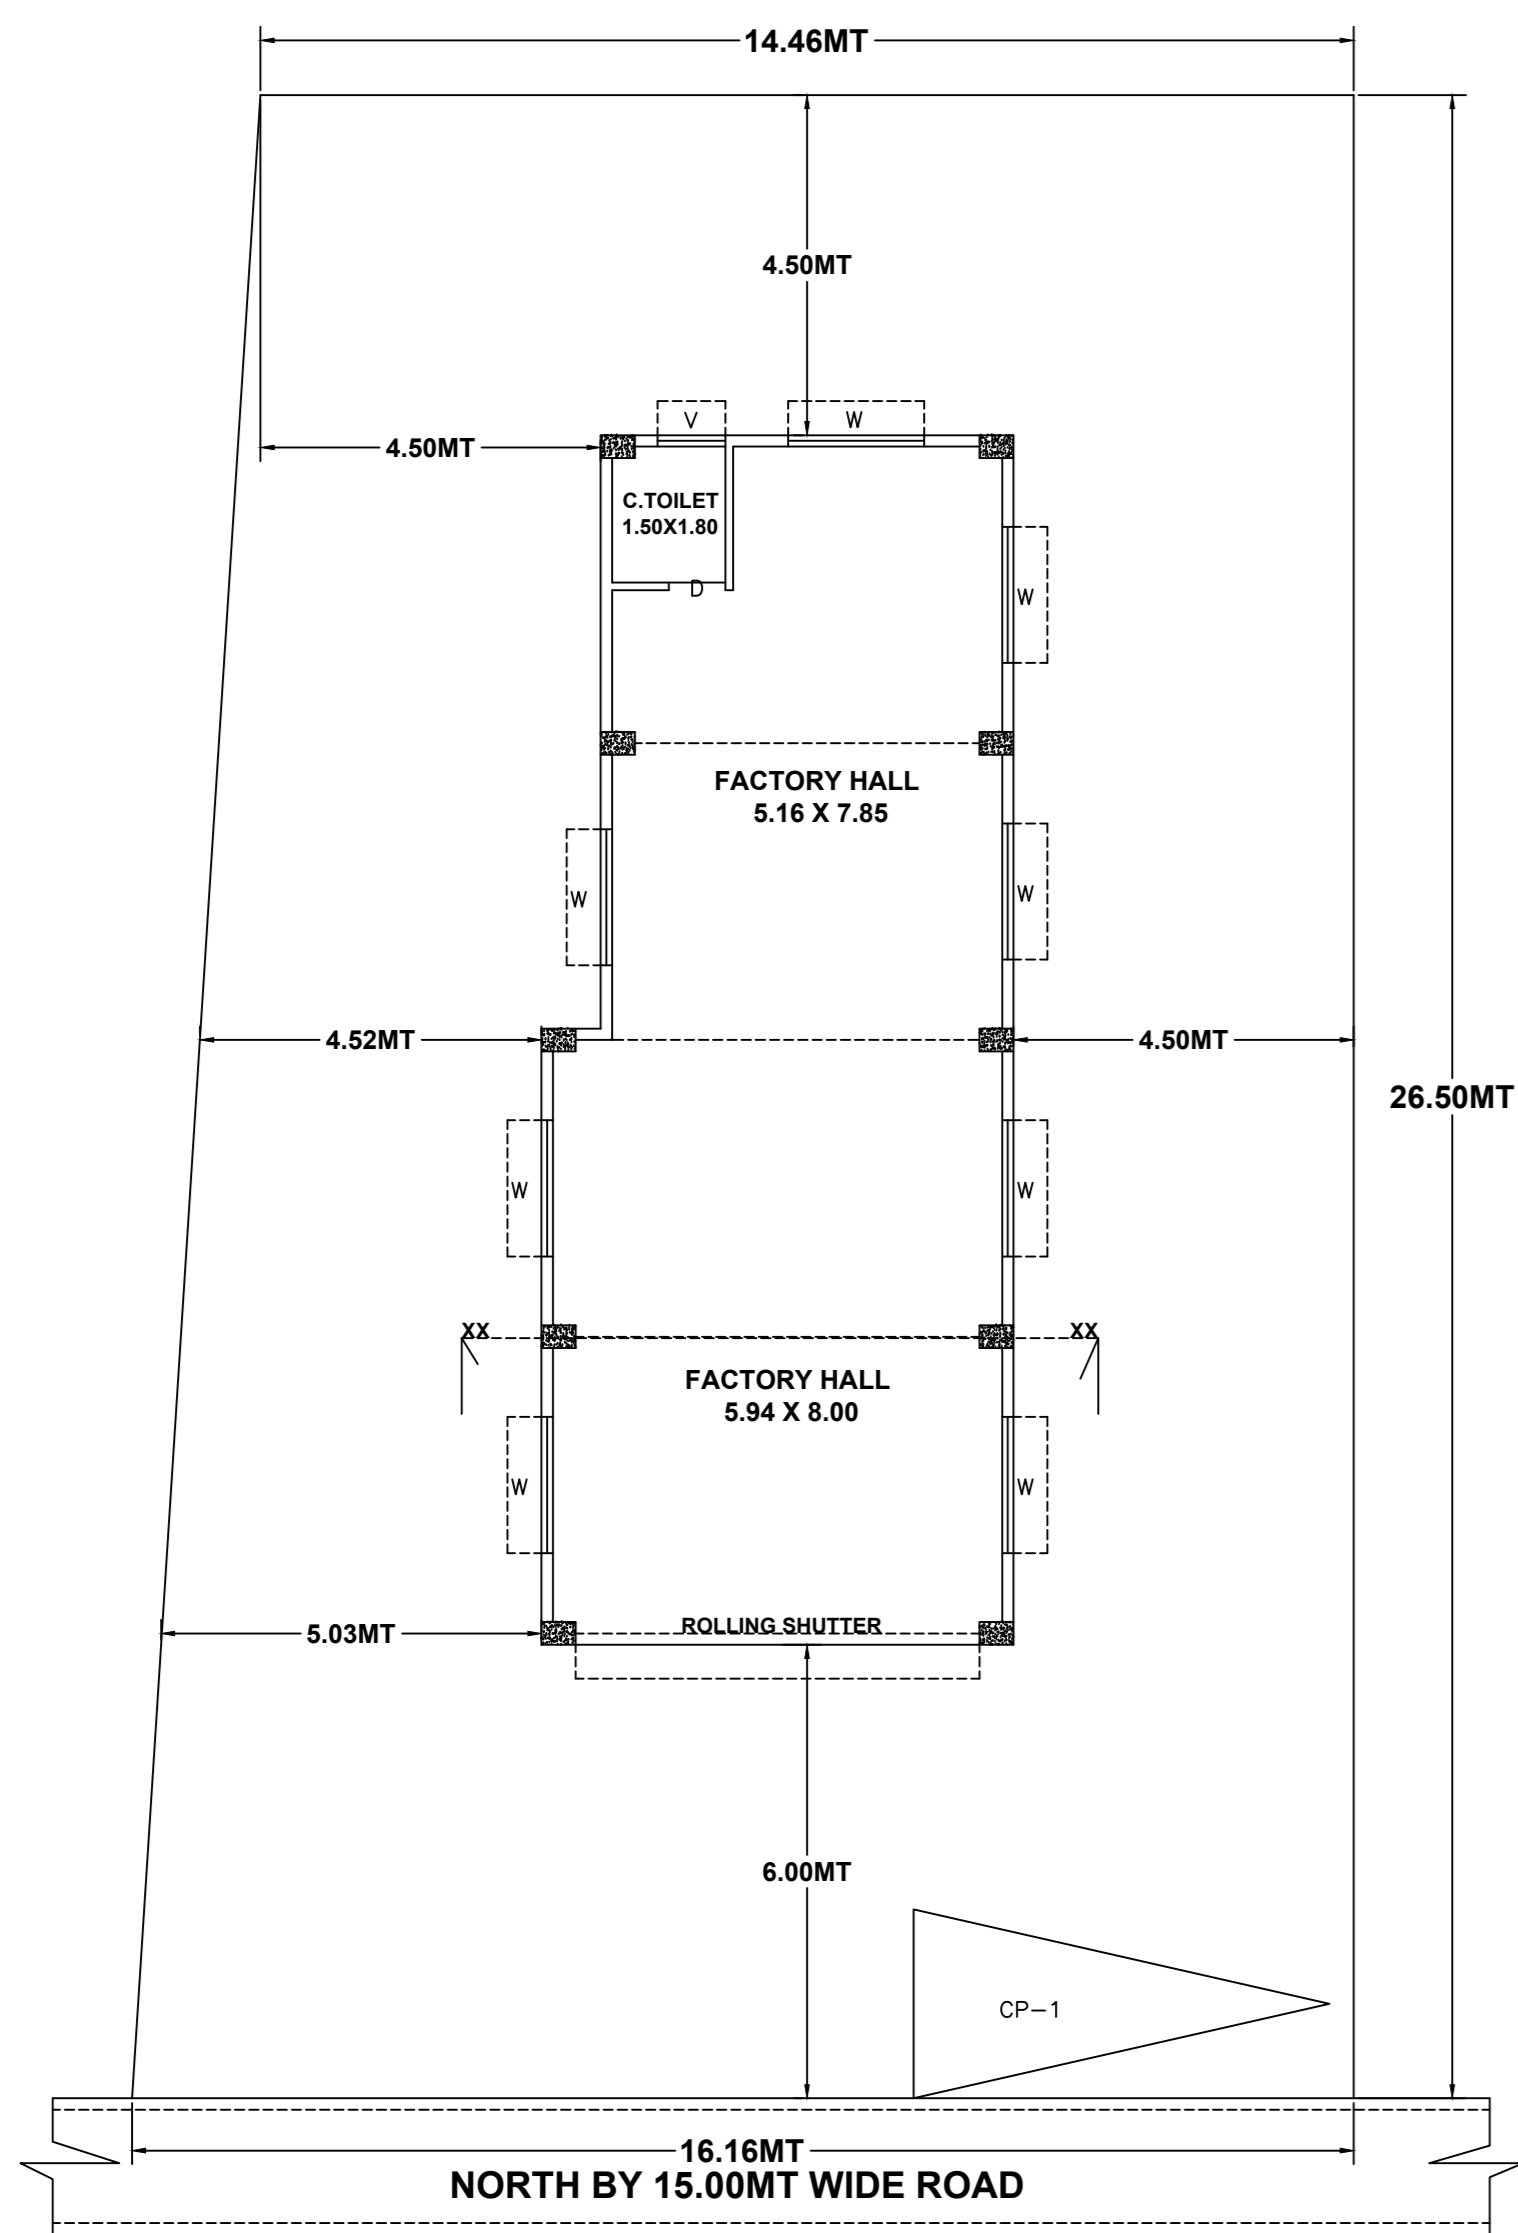 14.46MT
4.50MT
V
W
4.50MT
C.TOILET
1.50X1.80
D
W
FACTORY HALL
5.16 X 7.85
W
W
4.52MT
4.50MT
26.50MT
W
W
XX
XX
FACTORY HALL
5.94 X 8.00
W
W
ROLLING SHUTTER
5.03MT
6.00MT
CP-1
16.16MT
NORTH BY 15.00MT WIDE ROAD